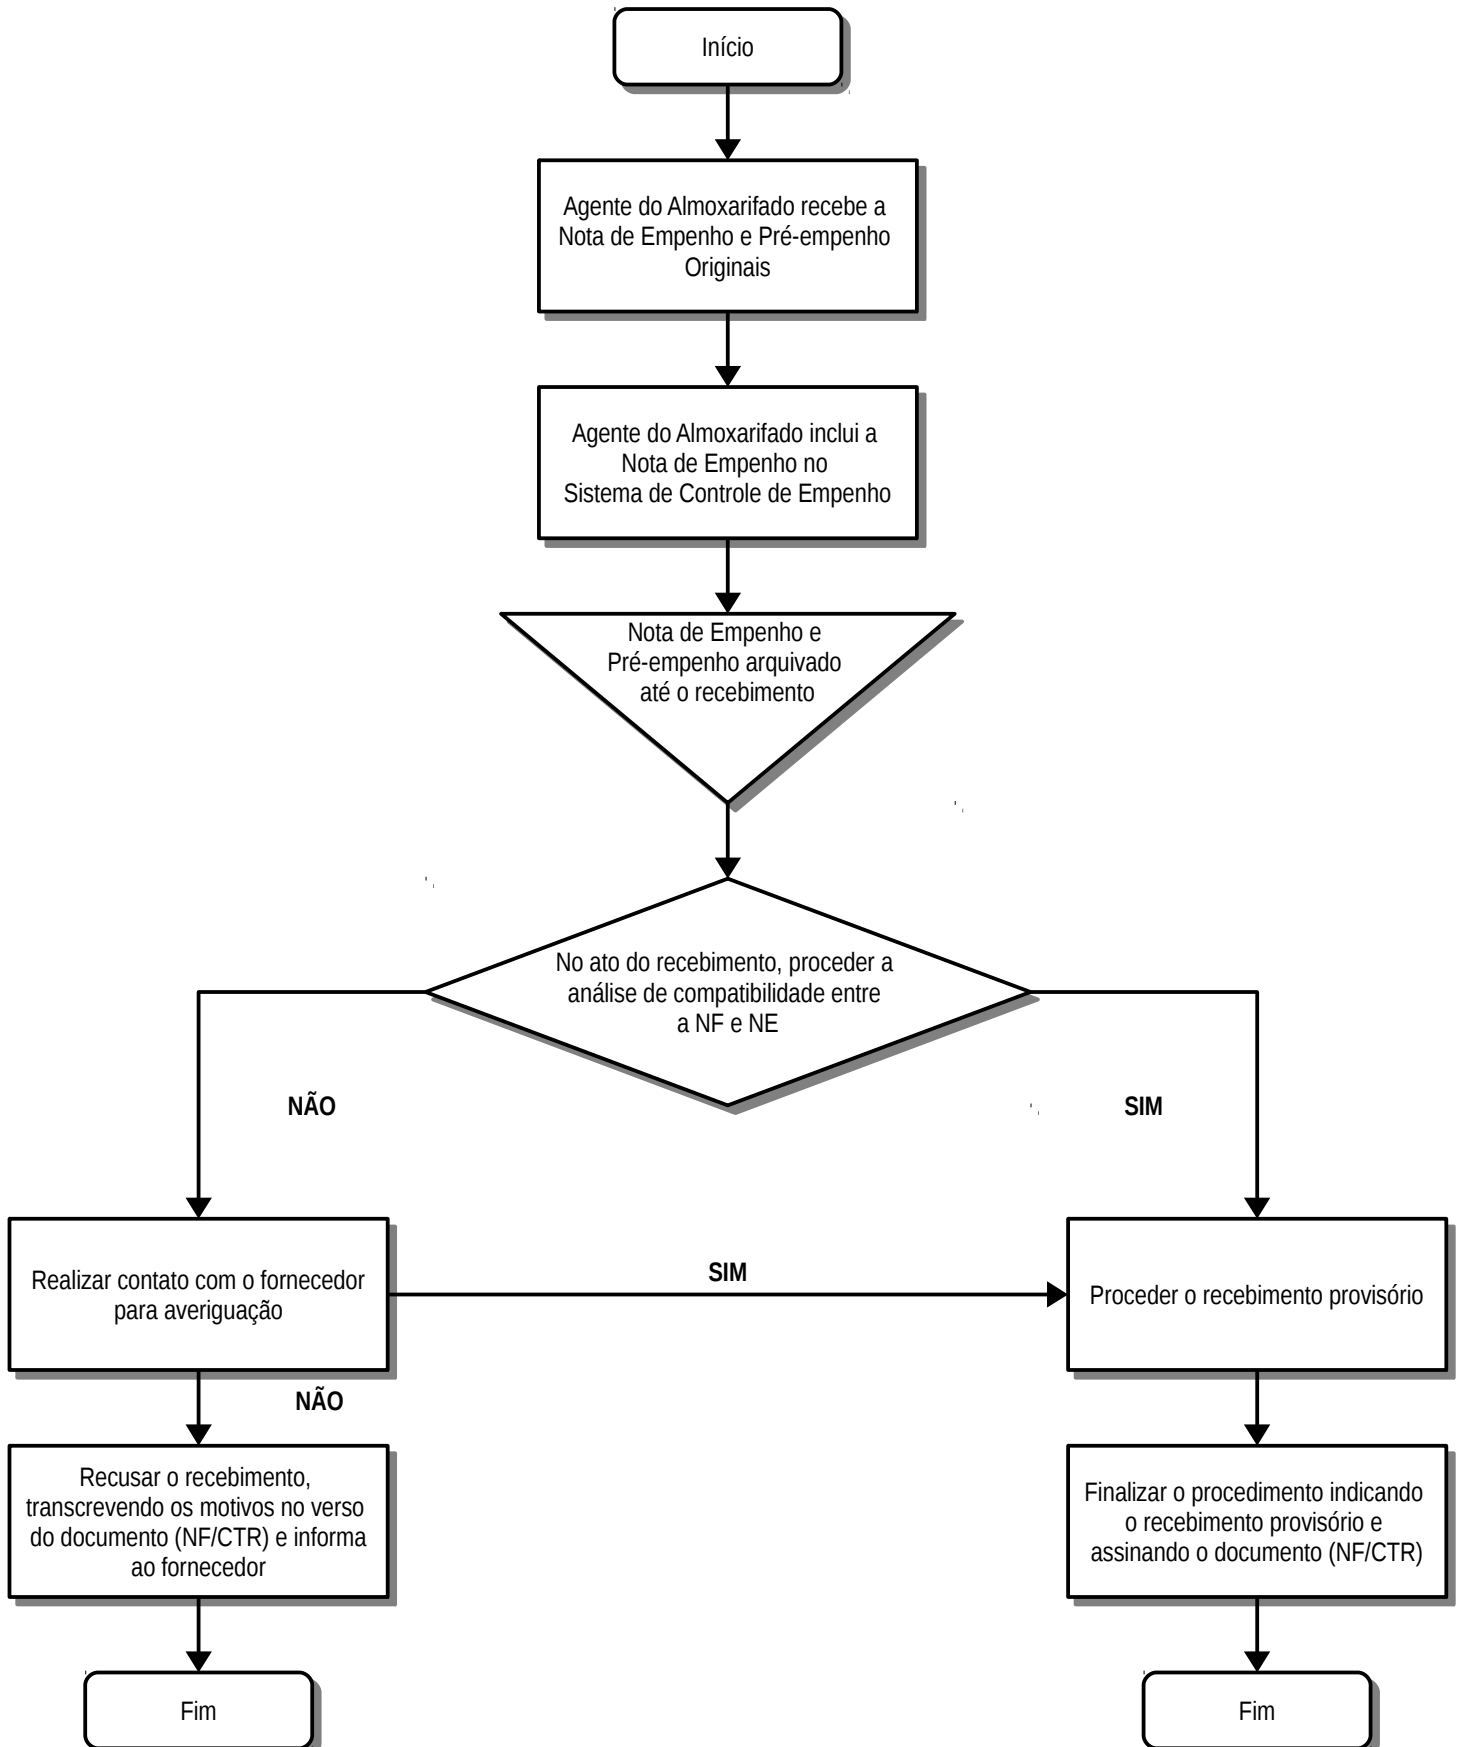 Início
Agente do Almoxarifado recebe a
Nota de Empenho e Pré-empenho
Originais
Agente do Almoxarifado inclui a
Nota de Empenho no
Sistema de Controle de Empenho
Nota de Empenho e
Pré-empenho arquivado
até o recebimento
No ato do recebimento, proceder a
análise de compatibilidade entre
a NF e NE
NÃO
SIM
Realizar contato com o fornecedor
para averiguação
SIM
Proceder o recebimento provisório
NÃO
Recusar o recebimento,
transcrevendo os motivos no verso
do documento (NF/CTR) e informa
ao fornecedor
Finalizar o procedimento indicando
o recebimento provisório e
assinando o documento (NF/CTR)
Fim
Fim